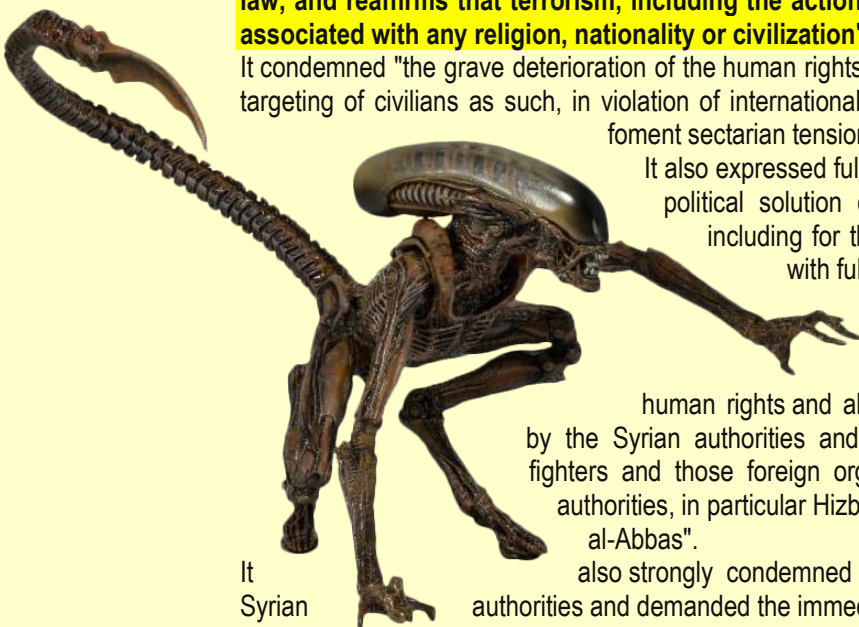 law; and reaffirms that terrorism, including the action
associated with any religion, nationality or civilization"
It condemned "the grave deterioration of the human rights
targeting of civilians as such, in violation of international
foment sectarian tension
It also expressed ful
political solution
including for th
with ful
human rights and al
by the Syrian authorities and
fighters and those foreign org
authorities, in particular Hizb
al-Abbas".
It also strongly condemned
Syrian authorities and demanded the immed